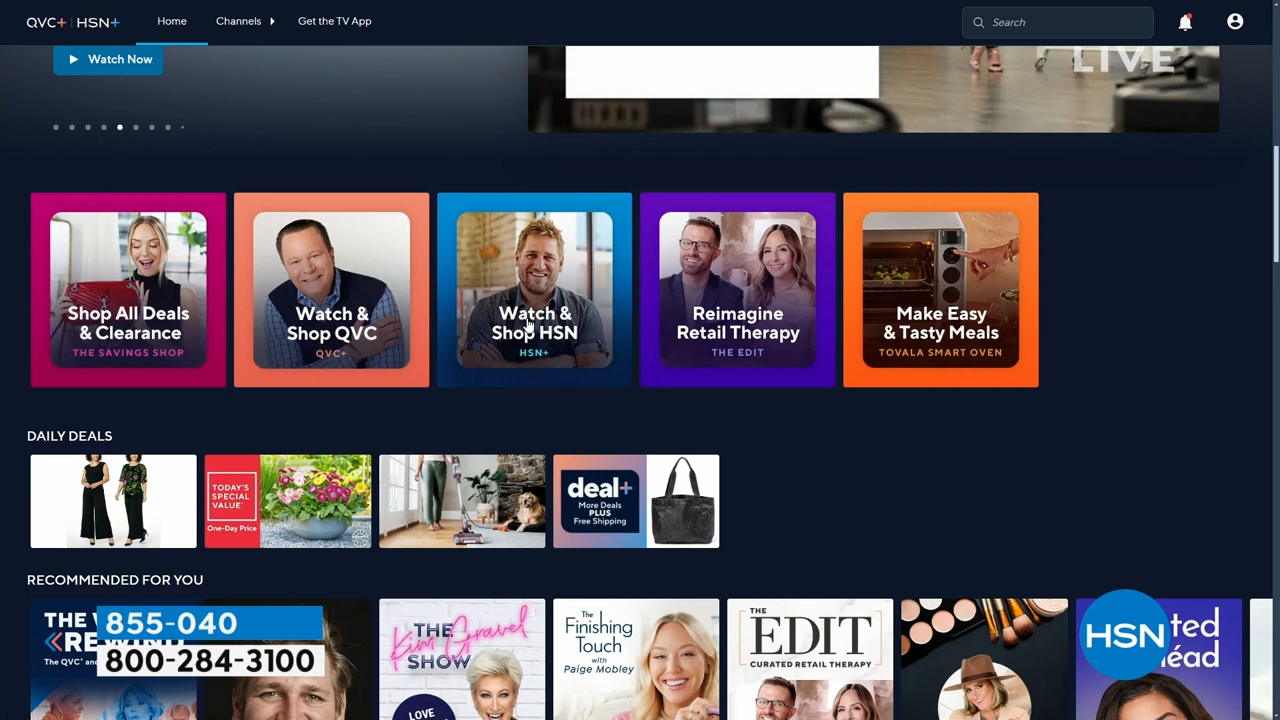 QVC+ | HSN+
Home
Channels
Get the TV App
Search
Watch Now
LIVE
Shop All Deals
& Clearance
THE SAVINGS SHOP
Watch &
Shop QVC
QVC+
Watch &
Shop HSN
HSN+
Reimagine
Retail Therapy
THE EDIT
Make Easy
& Tasty Meals
TOVALA SMART OVEN
DAILY DEALS
TODAY'S
SPECIAL
VALUE
One-Day Price
deal+
More Deals
PLUS
Free Shipping
RECOMMENDED FOR YOU
THE
REWIND
The QVC
THE
Kim Gravel
SHOW
LOVE
The
Finishing
Touch
with
Paige Mobley
THE
EDIT
CURATED RETAIL THERAPY
855-040
800-284-3100
HSN